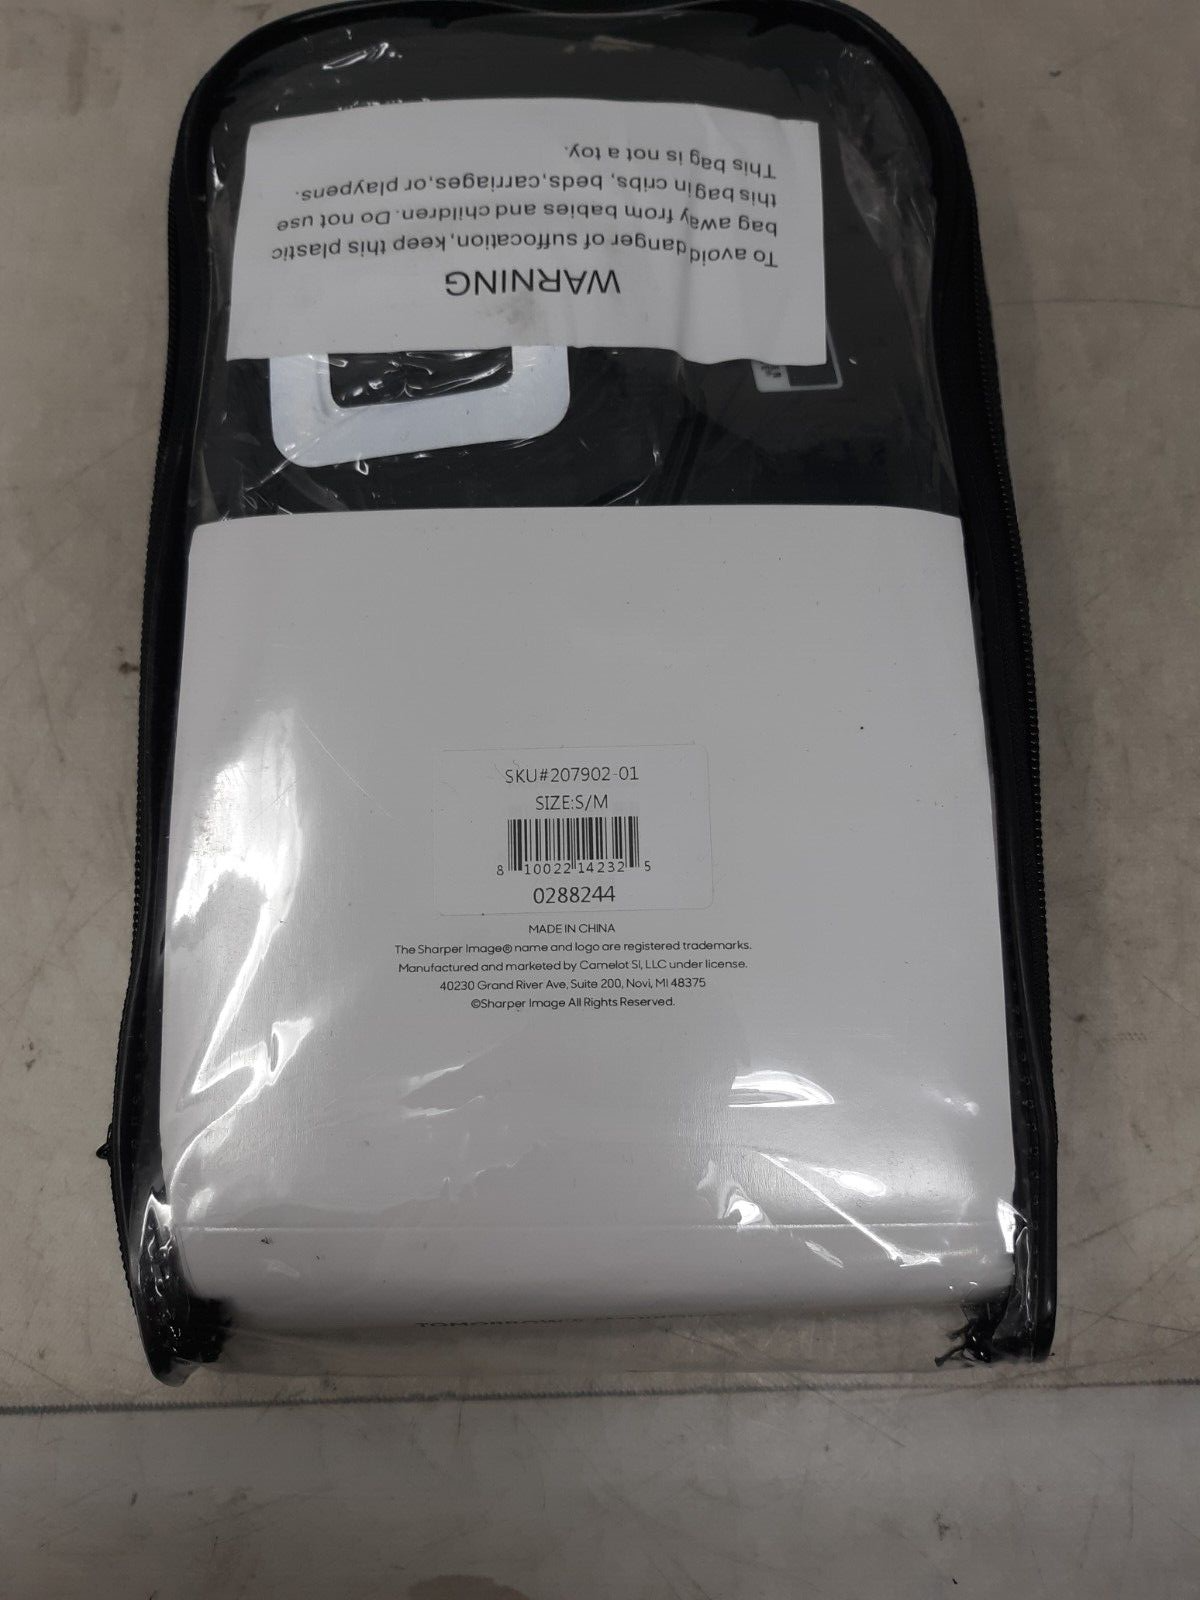 WARNING
To avoid danger of suffocation, keep this plastic
bag away from babies and children. Do not use
this bag in cribs, beds, carriages, or playpens.
This bag is not a toy.
SKU#207902-01
SIZE:S/M
8 10022 14232 5
0288244
MADE IN CHINA
The Sharper Image® name and logo are registered trademarks.
Manufactured and marketed by Camelot SI, LLC under license.
40230 Grand River Ave, Suite 200, Novi, MI 48375
©Sharper Image All Rights Reserved.